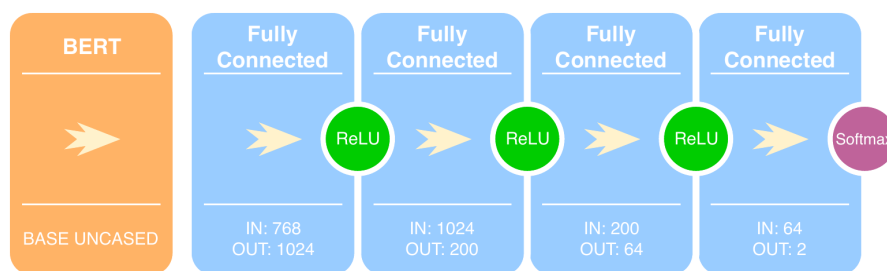 BERT
BASE UNCASED
Fully
Connected
IN: 768
OUT: 1024
ReLU
Fully
Connected
IN: 1024
OUT: 200
ReLU
Fully
Connected
IN: 200
OUT: 64
ReLU
Fully
Connected
IN: 64
OUT: 2
Softmax